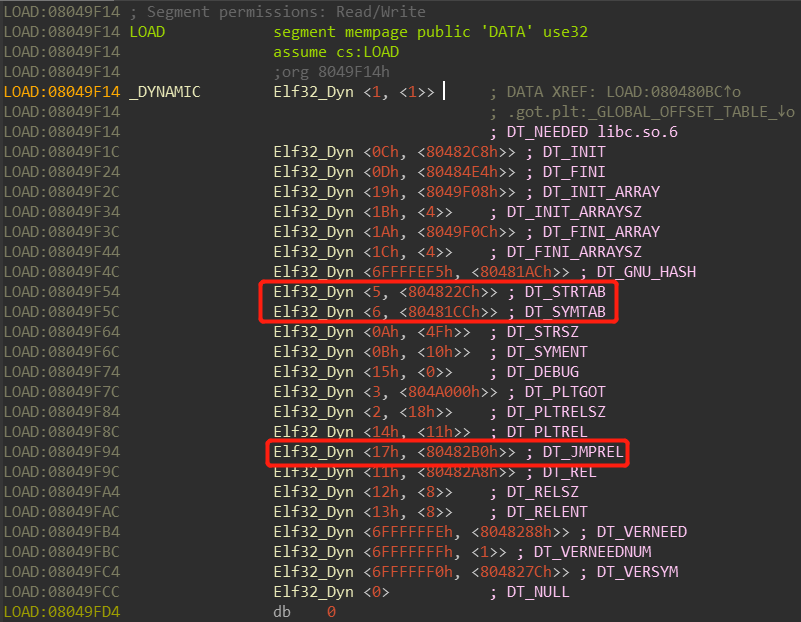 LOAD:08049F14 ; Segment permissions: Read/Write
LOAD:08049F14 LOAD segment mempage public 'DATA' use32
LOAD:08049F14 assume cs:LOAD
LOAD:08049F14 ;org 8049F14h
LOAD:08049F14 _DYNAMIC Elf32_Dyn <1, <1>> ; DATA XREF: LOAD:080480BC↑o
LOAD:08049F14 ; .got.plt:_GLOBAL_OFFSET_TABLE_↓o
LOAD:08049F14 ; DT_NEEDED libc.so.6
LOAD:08049F1C Elf32_Dyn <0Ch, <80482C8h>> ; DT_INIT
LOAD:08049F24 Elf32_Dyn <0Dh, <80484E4h>> ; DT_FINI
LOAD:08049F2C Elf32_Dyn <19h, <8049F08h>> ; DT_INIT_ARRAY
LOAD:08049F34 Elf32_Dyn <1Bh, <4>> ; DT_INIT_ARRAYSZ
LOAD:08049F3C Elf32_Dyn <1Ah, <8049F0Ch>> ; DT_FINI_ARRAY
LOAD:08049F44 Elf32_Dyn <1Ch, <4>> ; DT_FINI_ARRAYSZ
LOAD:08049F4C Elf32_Dyn <6FFFFEF5h, <80481ACh>> ; DT_GNU_HASH
LOAD:08049F54 Elf32_Dyn <5, <804822Ch>> ; DT_STRTAB
LOAD:08049F5C Elf32_Dyn <6, <80481CCh>> ; DT_SYMTAB
LOAD:08049F64 Elf32_Dyn <0Ah, <4Fh>> ; DT_STRSZ
LOAD:08049F6C Elf32_Dyn <0Bh, <10h>> ; DT_SYMENT
LOAD:08049F74 Elf32_Dyn <15h, <0>> ; DT_DEBUG
LOAD:08049F7C Elf32_Dyn <3, <804A000h>> ; DT_PLTGOT
LOAD:08049F84 Elf32_Dyn <2, <18h>> ; DT_PLTRELSZ
LOAD:08049F8C Elf32_Dyn <14h, <11h>> ; DT_PLTREL
LOAD:08049F94 Elf32_Dyn <17h, <80482B0h>> ; DT_JMPREL
LOAD:08049F9C Elf32_Dyn <11h, <80482A8h>> ; DT_REL
LOAD:08049FA4 Elf32_Dyn <12h, <8>> ; DT_RELSZ
LOAD:08049FAC Elf32_Dyn <13h, <8>> ; DT_RELENT
LOAD:08049FB4 Elf32_Dyn <6FFFFFFEh, <8048288h>> ; DT_VERNEED
LOAD:08049FBC Elf32_Dyn <6FFFFFFFh, <1>> ; DT_VERNEEDNUM
LOAD:08049FC4 Elf32_Dyn <6FFFFFF0h, <804827Ch>> ; DT_VERSYM
LOAD:08049FCC Elf32_Dyn <0> ; DT_NULL
LOAD:08049FD4 db 0